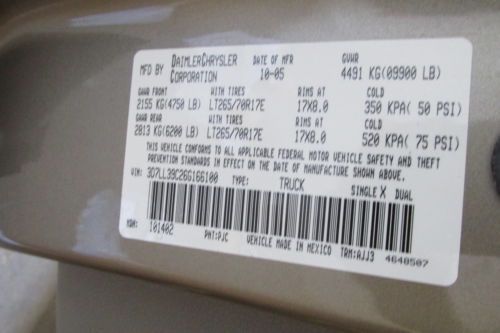 MFD BY DAIMLERCHRYSLER CORPORATION DATE OF MFR 10-05 GVWR 4491 KG(09900 LB)
GAWR FRONT WITH TIRES RIMS AT COLD
2155 KG(4750 LB) LT265/70R17E 17X8.0 350 KPA( 50 PSI)
GAWR REAR WITH TIRES RIMS AT COLD
2813 KG(6200 LB) LT265/70R17E 17X8.0 520 KPA( 75 PSI)
THIS VEHICLE CONFORMS TO ALL APPLICABLE FEDERAL MOTOR VEHICLE SAFETY AND THEFT
PREVENTION STANDARDS IN EFFECT ON THE DATE OF MANUFACTURE SHOWN ABOVE.
VIN: 3D7LL39C26G166100 TYPE: TRUCK SINGLE X DUAL
MDH: 101402 PNT:PJC VEHICLE MADE IN MEXICO TRM:AJJ3 4648507